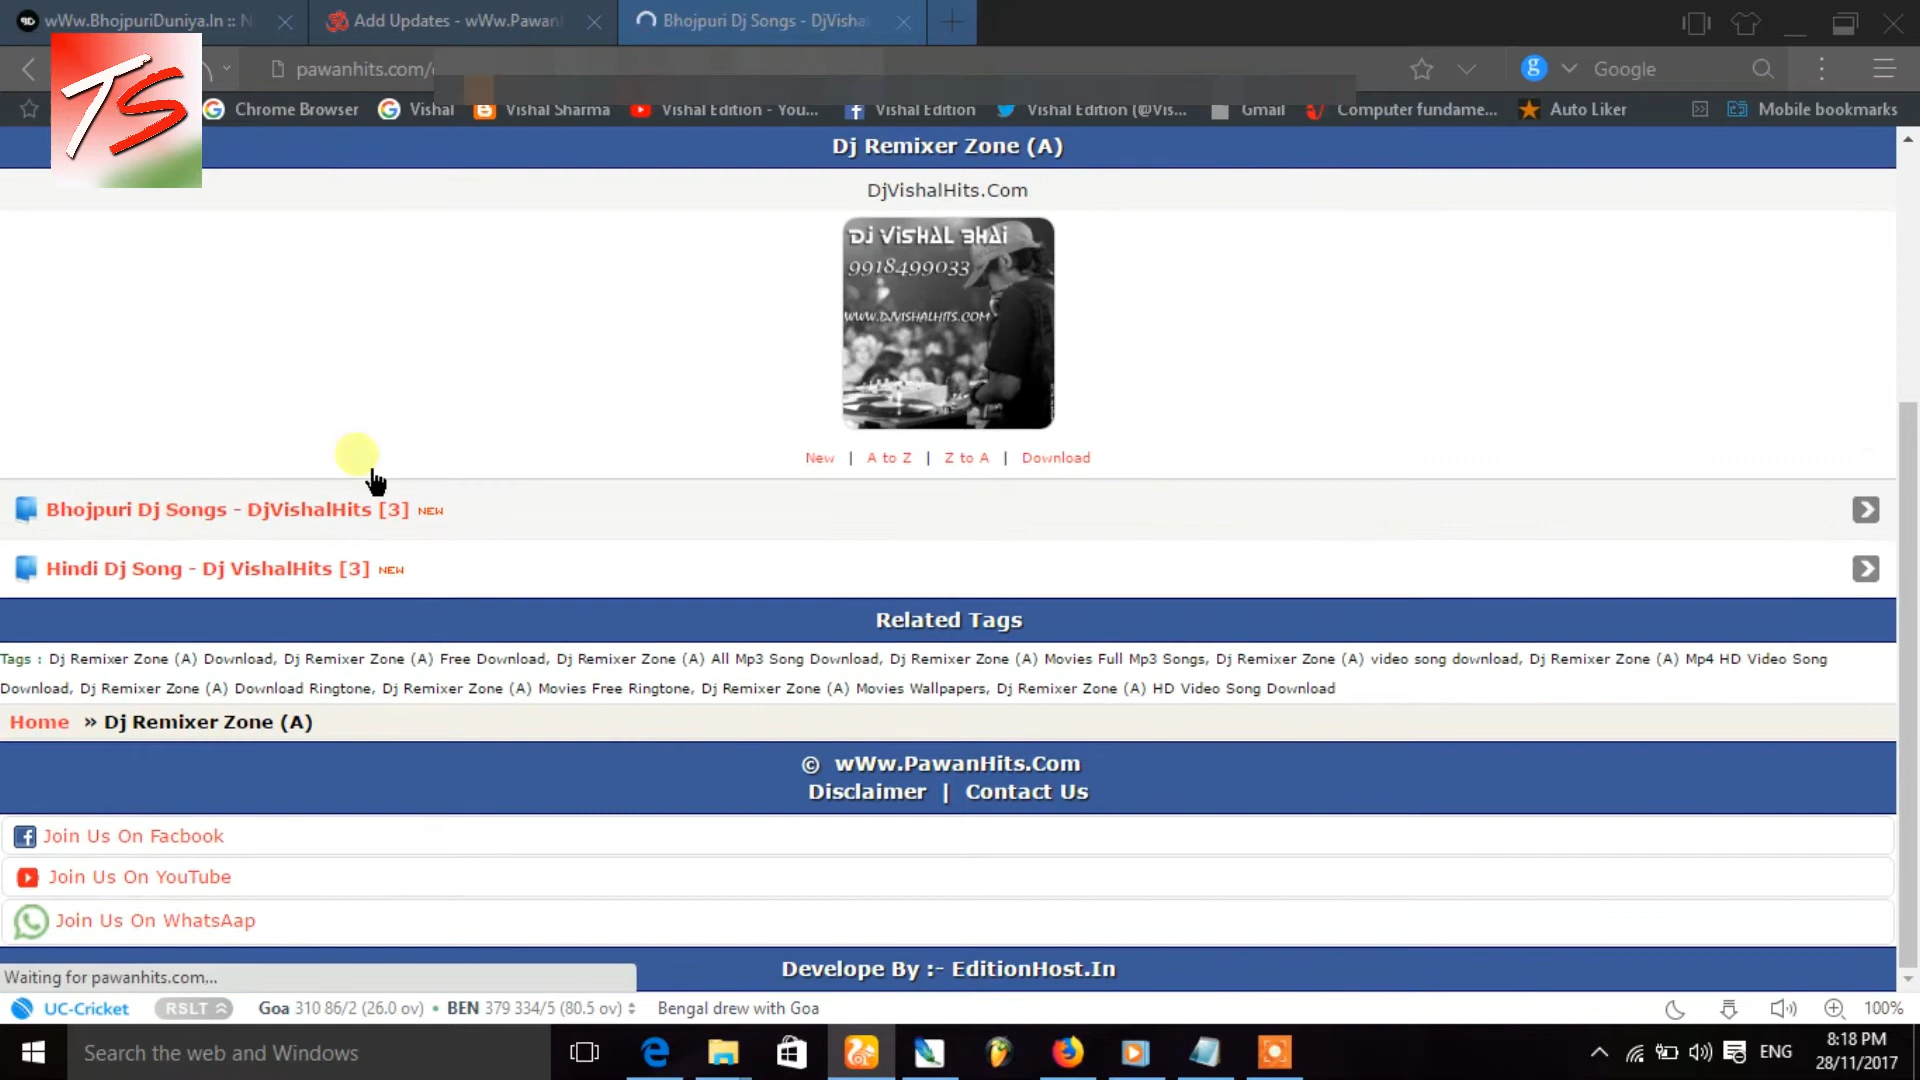 wWw.BhojpuriDuniya.In :: N
Add Updates - wWw.Pawan
Bhojpuri Dj Songs - DjVisha
TS
pawanhits.com/
Google
Chrome Browser
Vishal
Vishal Sharma
Vishal Edition - You...
Vishal Edition
Vishal Edition (@Vis...
Gmail
Computer fundame...
Auto Liker
Mobile bookmarks
Dj Remixer Zone (A)
DjVishalHits.Com
DJ VISHAL BHAI
9918499033
WWW.DJVISHALHITS.COM
New | A to Z | Z to A | Download
Bhojpuri Dj Songs - DjVishalHits [3] NEW
Hindi Dj Song - Dj VishalHits [3] NEW
Related Tags
Tags : Dj Remixer Zone (A) Download, Dj Remixer Zone (A) Free Download, Dj Remixer Zone (A) All Mp3 Song Download, Dj Remixer Zone (A) Movies Full Mp3 Songs, Dj Remixer Zone (A) video song download, Dj Remixer Zone (A) Mp4 HD Video Song
Download, Dj Remixer Zone (A) Download Ringtone, Dj Remixer Zone (A) Movies Free Ringtone, Dj Remixer Zone (A) Movies Wallpapers, Dj Remixer Zone (A) HD Video Song Download
Home » Dj Remixer Zone (A)
© wWw.PawanHits.Com
Disclaimer | Contact Us
Join Us On Facbook
Join Us On YouTube
Join Us On WhatsAap
Waiting for pawanhits.com...
Develope By :- EditionHost.In
UC-Cricket
RSLT
Goa 310 86/2 (26.0 ov) • BEN 379 334/5 (80.5 ov)
Bengal drew with Goa
100%
Search the web and Windows
ENG
8:18 PM
28/11/2017